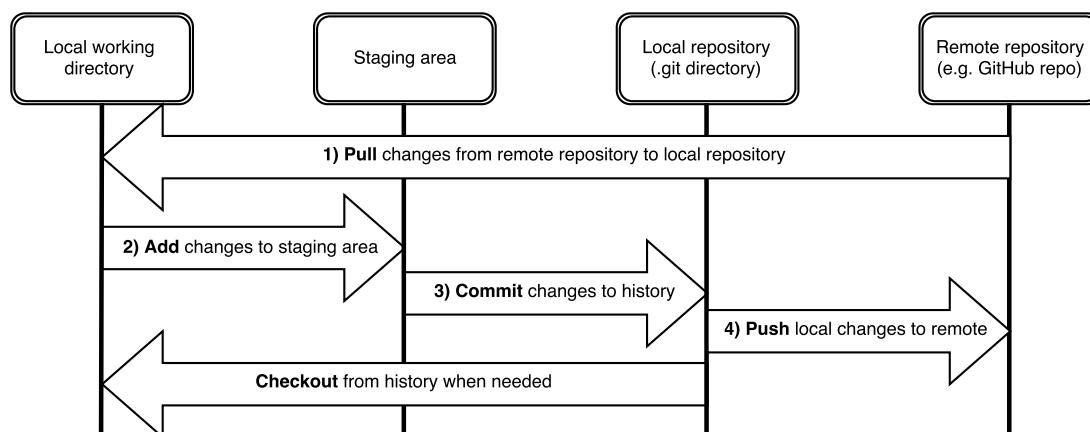 Local working
directory
Staging area
Local repository
(.git directory)
Remote repository
(e.g. GitHub repo)
1) Pull changes from remote repository to local repository
2) Add changes to staging area
3) Commit changes to history
4) Push local changes to remote
Checkout from history when needed